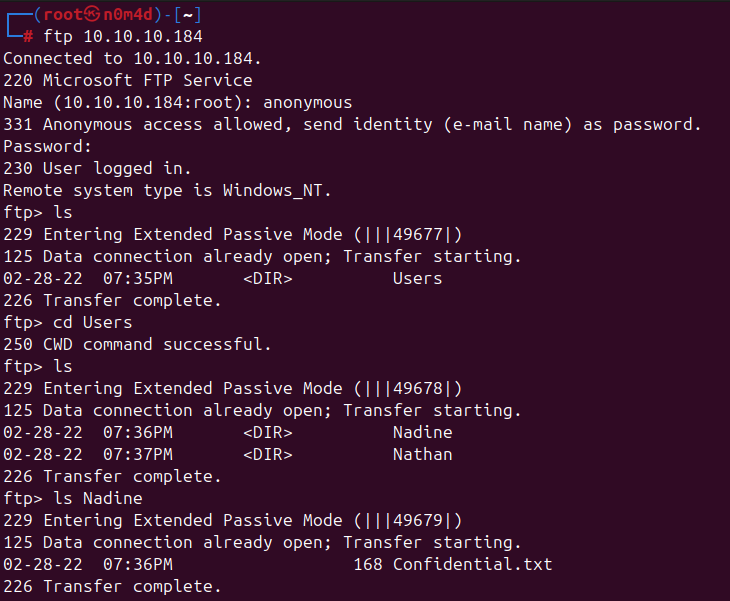 ┌──(root㉿n0m4d)-[~]
└─# ftp 10.10.10.184
Connected to 10.10.10.184.
220 Microsoft FTP Service
Name (10.10.10.184:root): anonymous
331 Anonymous access allowed, send identity (e-mail name) as password.
Password:
230 User logged in.
Remote system type is Windows_NT.
ftp> ls
229 Entering Extended Passive Mode (|||49677|)
125 Data connection already open; Transfer starting.
02-28-22  07:35PM       <DIR>          Users
226 Transfer complete.
ftp> cd Users
250 CWD command successful.
ftp> ls
229 Entering Extended Passive Mode (|||49678|)
125 Data connection already open; Transfer starting.
02-28-22  07:36PM       <DIR>          Nadine
02-28-22  07:37PM       <DIR>          Nathan
226 Transfer complete.
ftp> ls Nadine
229 Entering Extended Passive Mode (|||49679|)
125 Data connection already open; Transfer starting.
02-28-22  07:36PM                  168 Confidential.txt
226 Transfer complete.